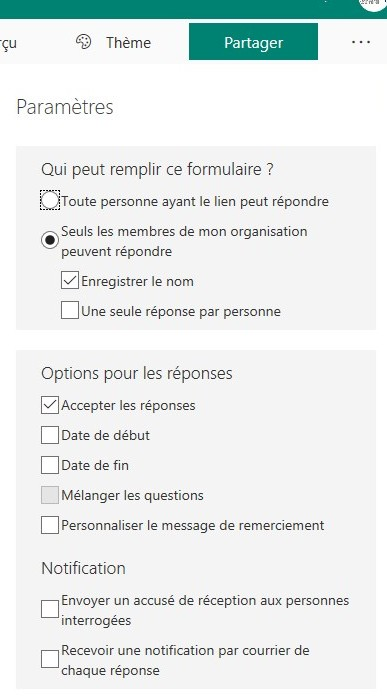 Thème
Partager
...
Paramètres
Qui peut remplir ce formulaire ?
Toute personne ayant le lien peut répondre
Seuls les membres de mon organisation
peuvent répondre
Enregistrer le nom
Une seule réponse par personne
Options pour les réponses
Accepter les réponses
Date de début
Date de fin
Mélanger les questions
Personnaliser le message de remerciement
Notification
Envoyer un accusé de réception aux personnes
interrogées
Recevoir une notification par courrier de
chaque réponse